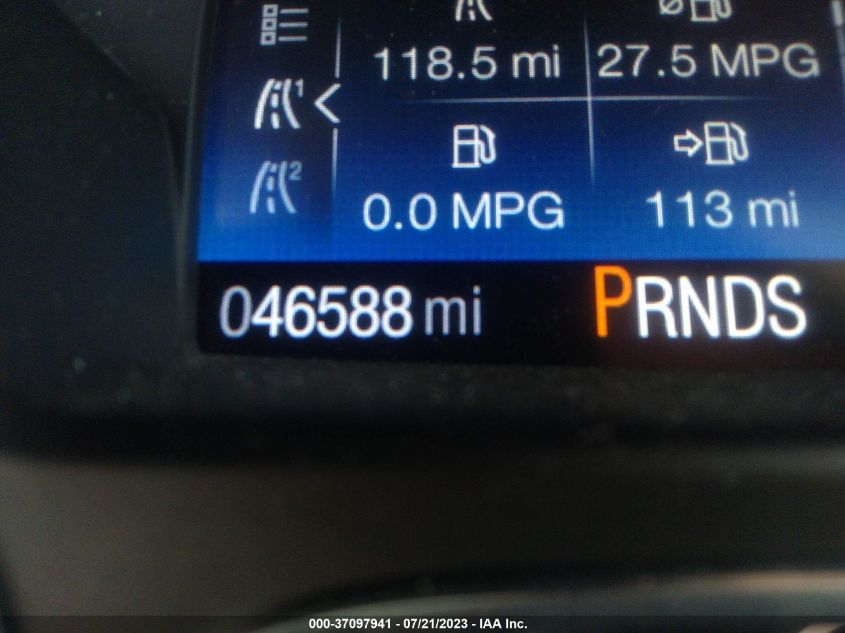 118.5 mi 27.5 MPG
1
2
0.0 MPG 113 mi
046588 mi PRNDS
000-37097941 - 07/21/2023 - IAA Inc.